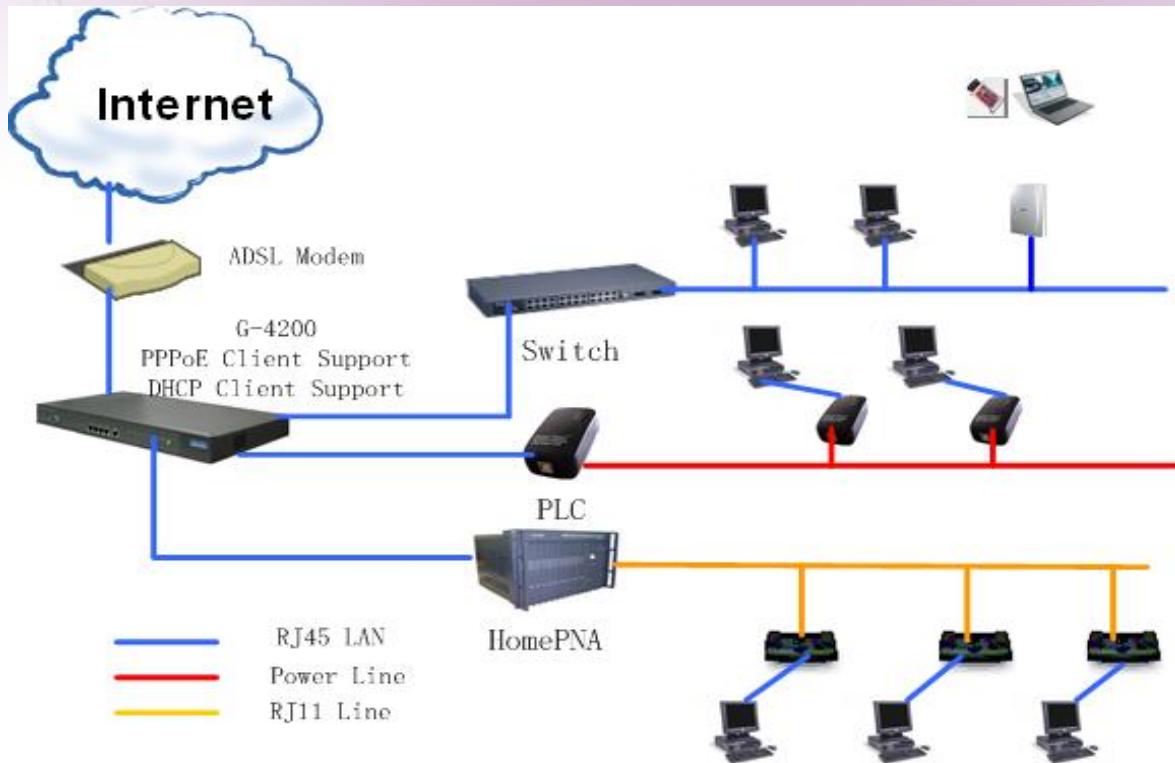 Internet
ADSL Modem
G-4200
PPPoE Client Support
DHCP Client Support
Switch
PLC
HomePNA
RJ45 LAN
Power Line
RJ11 Line